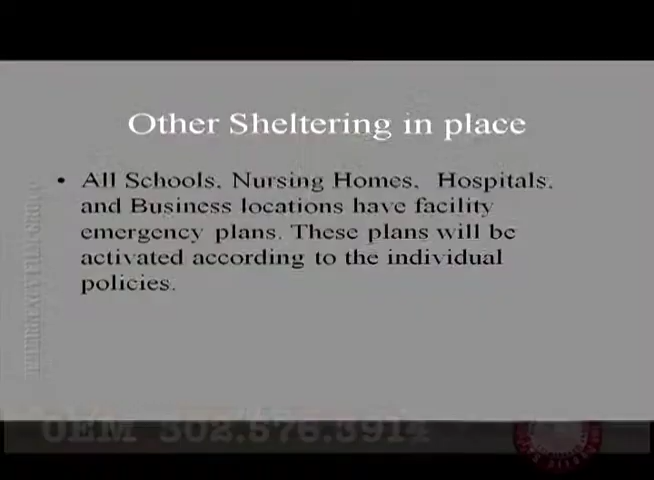 Other Sheltering in place
• All Schools, Nursing Homes, Hospitals,
and Business locations have facility
emergency plans. These plans will be
activated according to the individual
policies.
OEM 302.576.3914